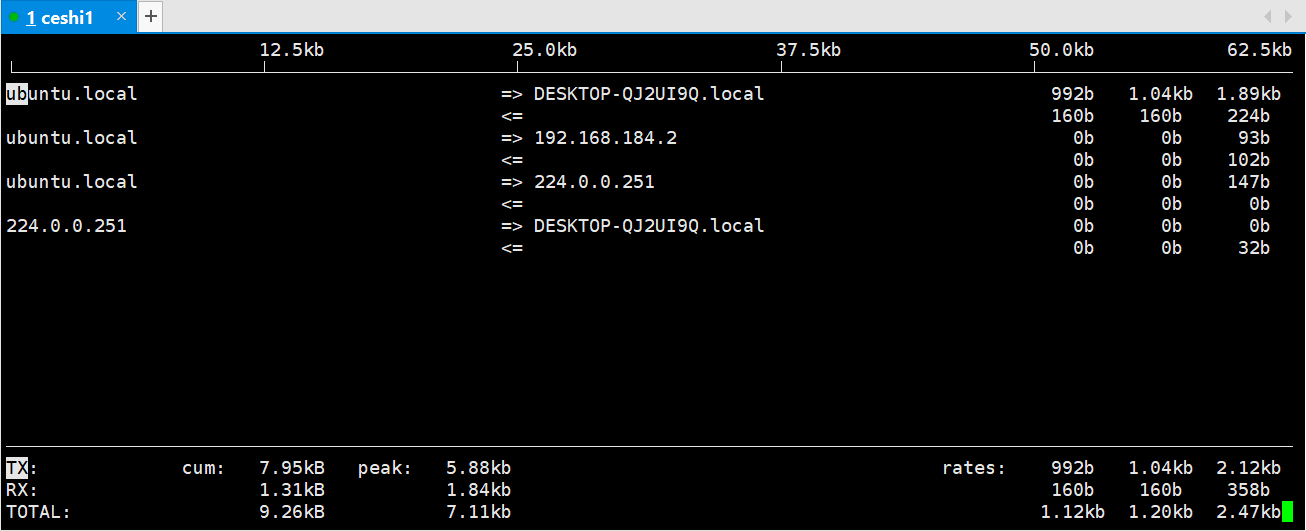 1 ceshi1 × +
12.5kb 25.0kb 37.5kb 50.0kb 62.5kb
ubuntu.local => DESKTOP-QJ2UI9Q.local 992b 1.04kb 1.89kb
<= 160b 160b 224b
ubuntu.local => 192.168.184.2 0b 0b 93b
<= 0b 0b 102b
ubuntu.local => 224.0.0.251 0b 0b 147b
<= 0b 0b 0b
224.0.0.251 => DESKTOP-QJ2UI9Q.local 0b 0b 0b
<= 0b 0b 32b
TX: cum: 7.95kB peak: 5.88kb rates: 992b 1.04kb 2.12kb
RX: 1.31kB 1.84kb 160b 160b 358b
TOTAL: 9.26kB 7.11kb 1.12kb 1.20kb 2.47kb